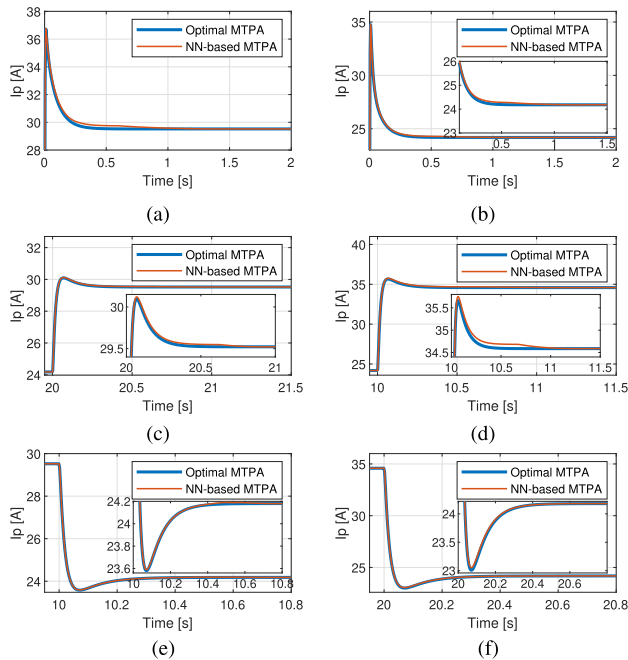 Optimal MTPA
NN-based MTPA
Ip [A]
38
36
34
32
30
28
0
0.5
1
1.5
2
Time [s]
(a)
Optimal MTPA
NN-based MTPA
Ip [A]
35
30
25
26
25
24
23
0.5
1
1.5
0
0.5
1
1.5
2
Time [s]
(b)
Optimal MTPA
NN-based MTPA
Ip [A]
32
30
28
26
24
30
29.5
20
20.5
21
20
20.5
21
21.5
Time [s]
(c)
Optimal MTPA
NN-based MTPA
Ip [A]
40
35
30
25
35.5
35
34.5
10
10.5
11
11.5
10
10.5
11
11.5
Time [s]
(d)
Optimal MTPA
NN-based MTPA
Ip [A]
30
28
26
24
24.2
24
23.8
23.6
10
10.2
10.4
10.6
10.8
10
10.2
10.4
10.6
10.8
Time [s]
(e)
Optimal MTPA
NN-based MTPA
Ip [A]
35
30
25
24
23
20
20.2
20.4
20.6
20
20.2
20.4
20.6
20.8
Time [s]
(f)